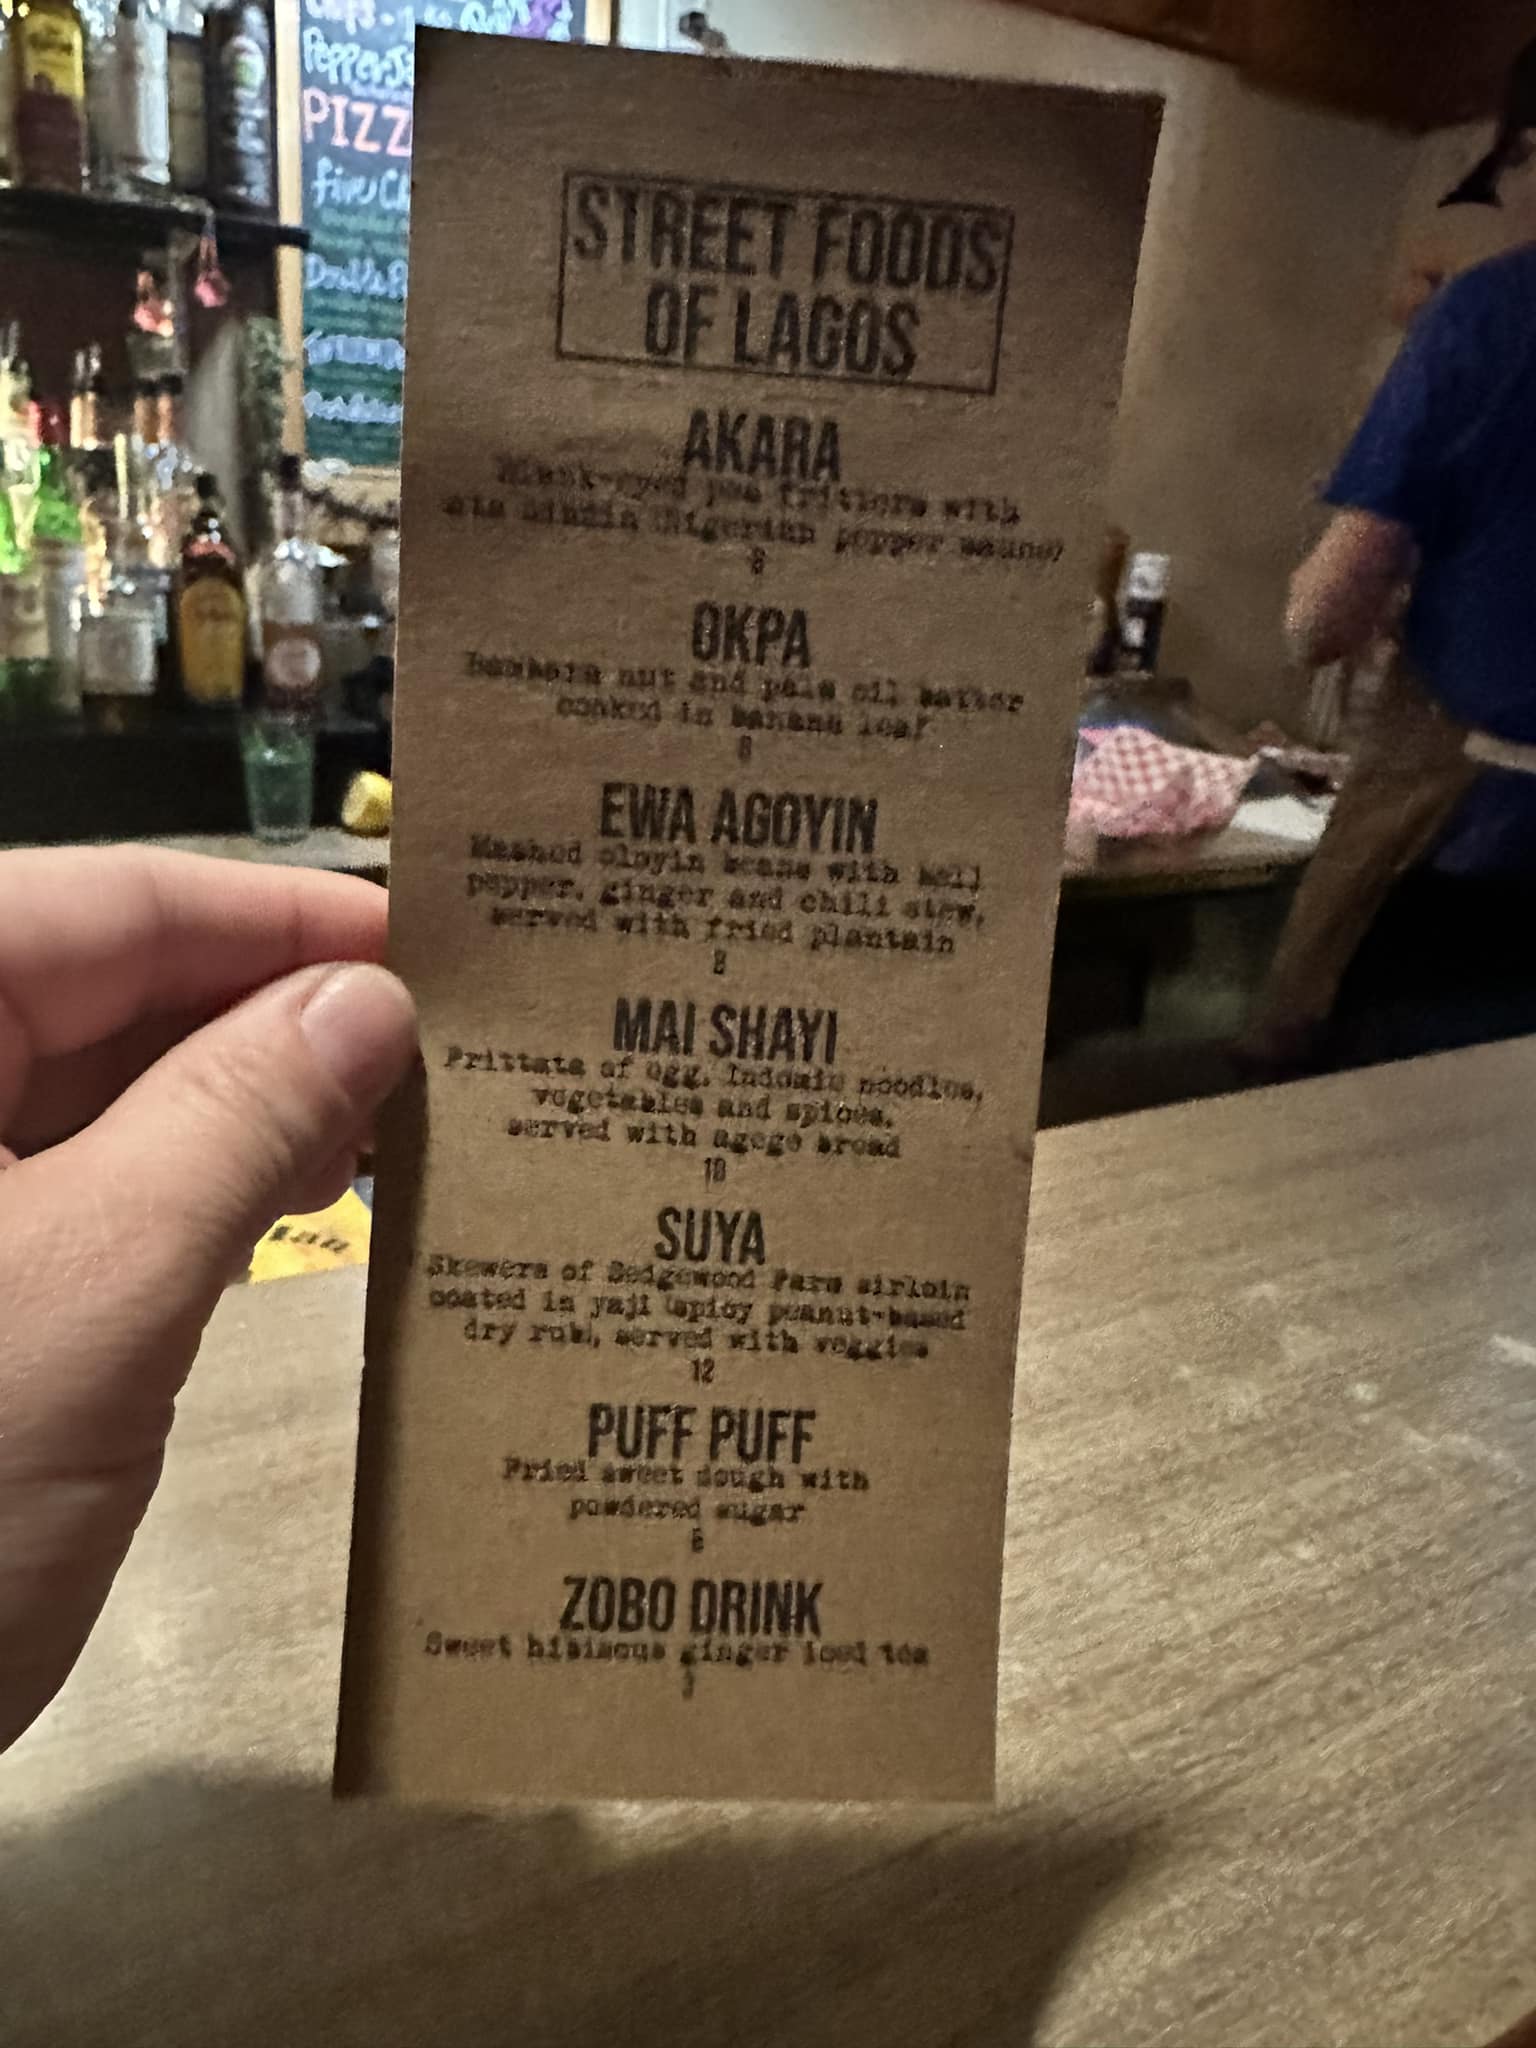 PIZZ
STREET FOODS
OF LAGOS
AKARA
Black-eyed pea fritters with
ata dindin (Nigerian pepper sauce)
OKPA
Bambara nut and palm oil batter
cooked in banana leaf
8
EWA AGOYIN
Mashed oloyin beans with bell
pepper, ginger and chili stew,
served with fried plantain
8
MAI SHAYI
Frittata of egg, Indomie noodles,
vegetables and spices,
served with agege bread
10
SUYA
Skewers of Sedgewood Farm sirloin
coated in yaji (spicy peanut-based
dry rub), served with veggies
12
PUFF PUFF
Fried sweet dough with
powdered sugar
ZOBO DRINK
Sweet hibiscus ginger iced tea